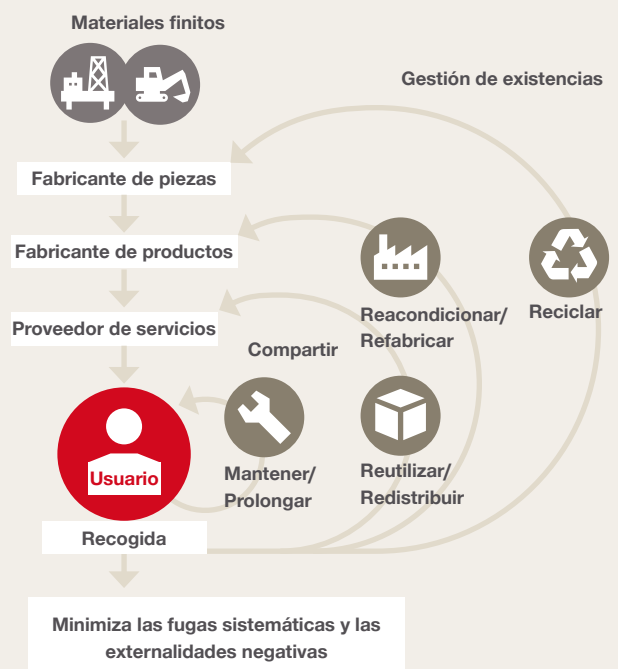 Materiales finitos
Gestión de existencias
Fabricante de piezas
Fabricante de productos
Reacondicionar/
Refabricar
Reciclar
Proveedor de servicios
Compartir
Usuario
Mantener/
Prolongar
Reutilizar/
Redistribuir
Recogida
Minimiza las fugas sistemáticas y las
externalidades negativas